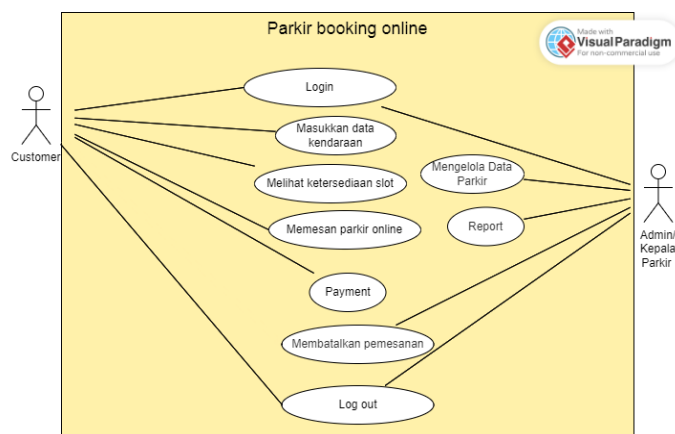 Parkir booking online
Made with
Visual Paradigm
For non-commercial use
Login
Customer
Masukkan data
kendaraan
Melihat ketersediaan slot
Mengelola Data
Parkir
Memesan parkir online
Report
Admin/
Kepala
Parkir
Payment
Membatalkan pemesanan
Log out